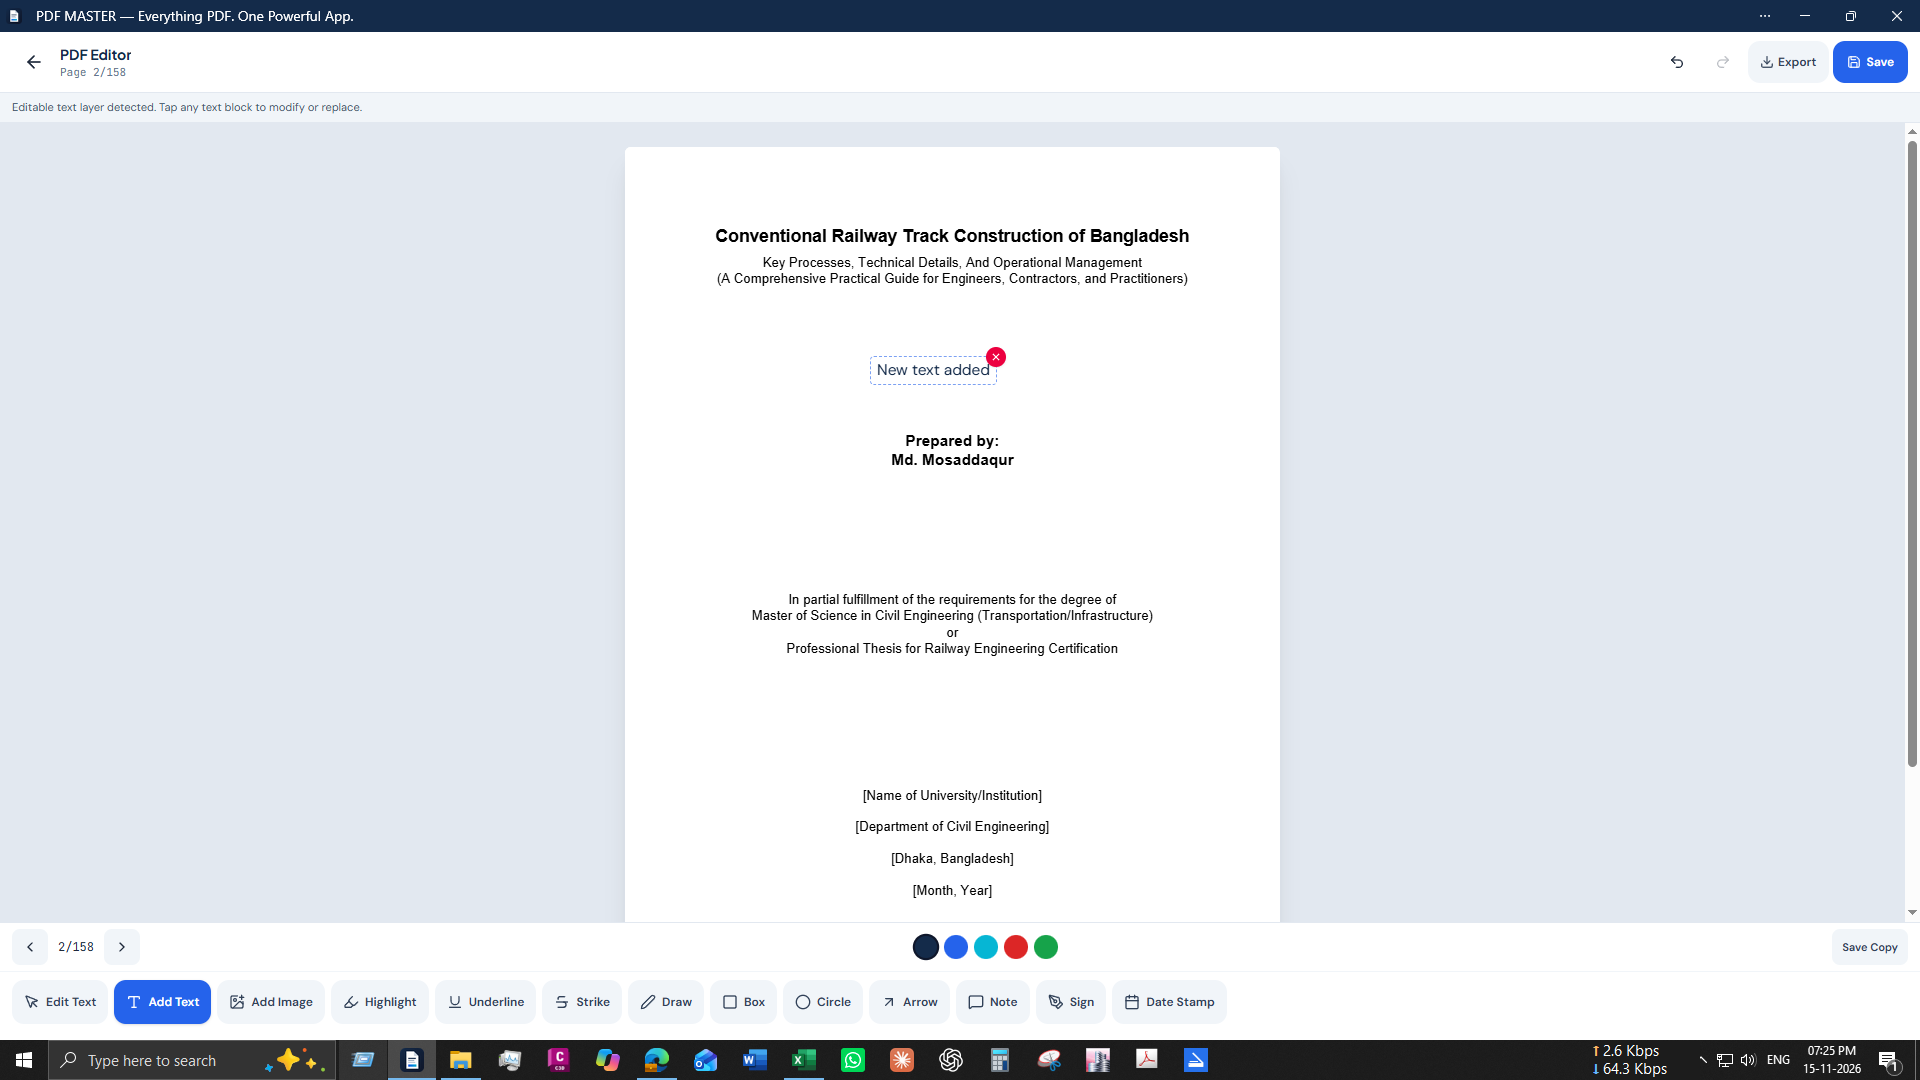 PDF MASTER — Everything PDF. One Powerful App.
PDF Editor
Page 2/158
Export
Save
Editable text layer detected. Tap any text block to modify or replace.
Conventional Railway Track Construction of Bangladesh
Key Processes, Technical Details, And Operational Management
(A Comprehensive Practical Guide for Engineers, Contractors, and Practitioners)
New text added
Prepared by:
Md. Mosaddaqur
In partial fulfillment of the requirements for the degree of
Master of Science in Civil Engineering (Transportation/Infrastructure)
or
Professional Thesis for Railway Engineering Certification
[Name of University/Institution]
[Department of Civil Engineering]
[Dhaka, Bangladesh]
[Month, Year]
2/158
Save Copy
Edit Text
Add Text
Add Image
Highlight
Underline
Strike
Draw
Box
Circle
Arrow
Note
Sign
Date Stamp
Type here to search
2.6 Kbps
64.3 Kbps
ENG
07:25 PM
15-11-2026
1